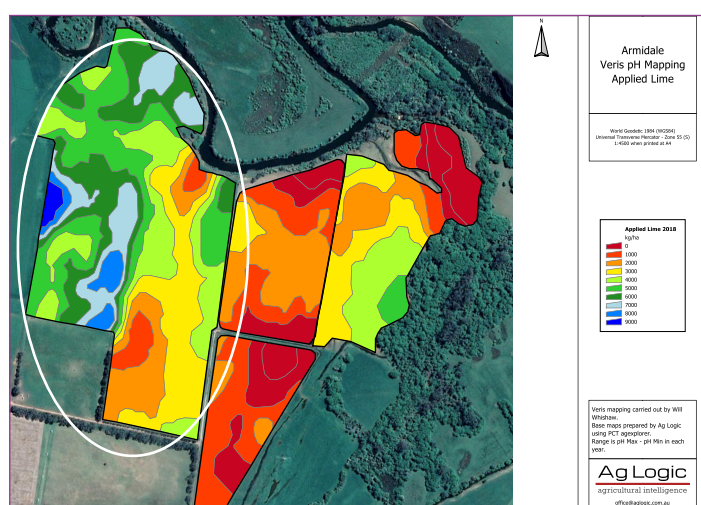 N
Armidale
Veris pH Mapping
Applied Lime
World Geodetic 1984 (WGS84)
Universal Transverse Mercator - Zone 55 (S)
1:4500 when printed at A4
Applied Lime 2018
kg/ha
0
1000
2000
3000
4000
5000
6000
7000
8000
9000
Veris mapping carried out by Will
Whishaw.
Base maps prepared by Ag Logic
using PCT agexplorer.
Range is pH Max - pH Min in each
year.
Ag Logic
agricultural intelligence
office@aglogic.com.au